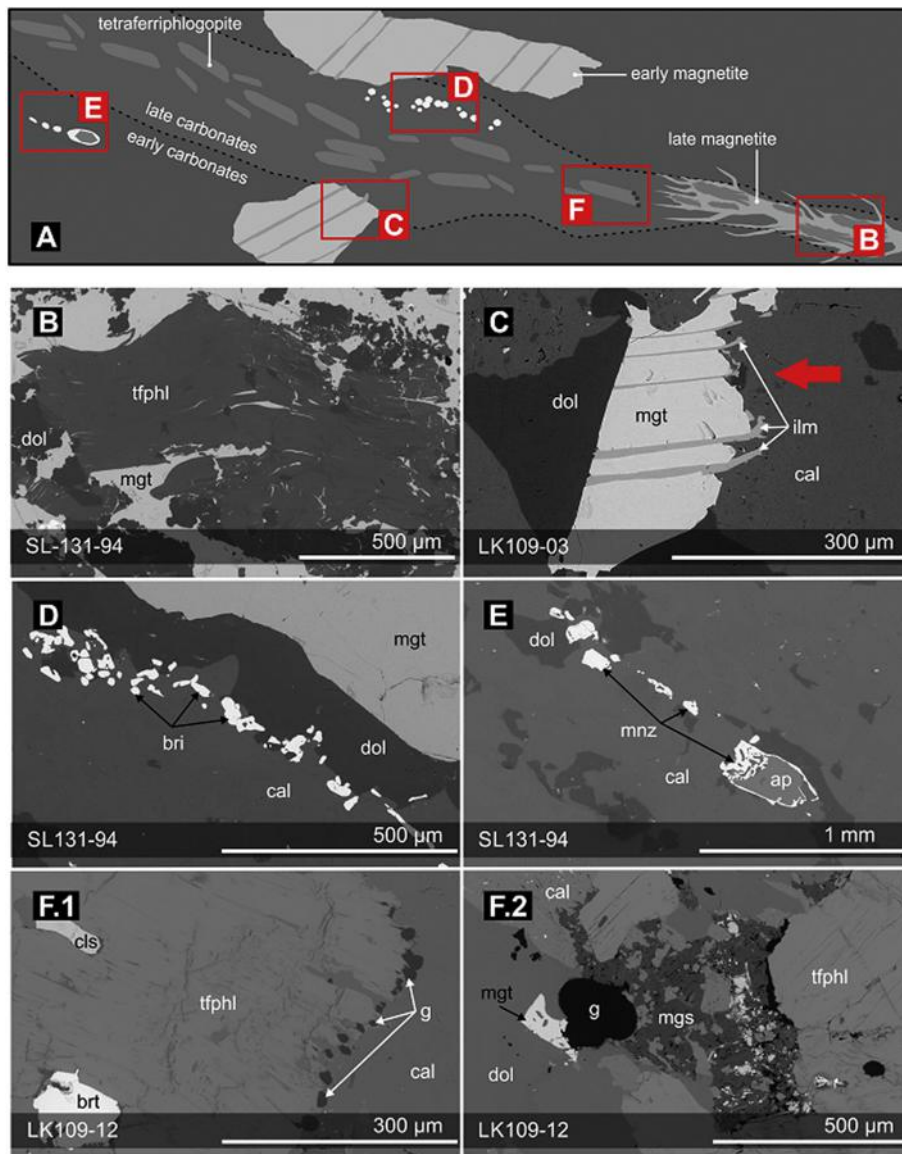 tetraferriphlogopite
early magnetite
D
E
late carbonates
early carbonates
late magnetite
F
C
B
A
B
tfphl
dol
mgt
SL-131-94
500 µm
C
dol
mgt
ilm
cal
LK109-03
300 µm
D
mgt
bri
dol
cal
SL131-94
500 µm
E
dol
mnz
cal
ap
SL131-94
1 mm
F.1
cls
tfphl
g
cal
brt
LK109-12
300 µm
F.2
cal
tfphl
mgt
g
mgs
dol
LK109-12
500 µm